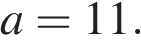 a = 11.